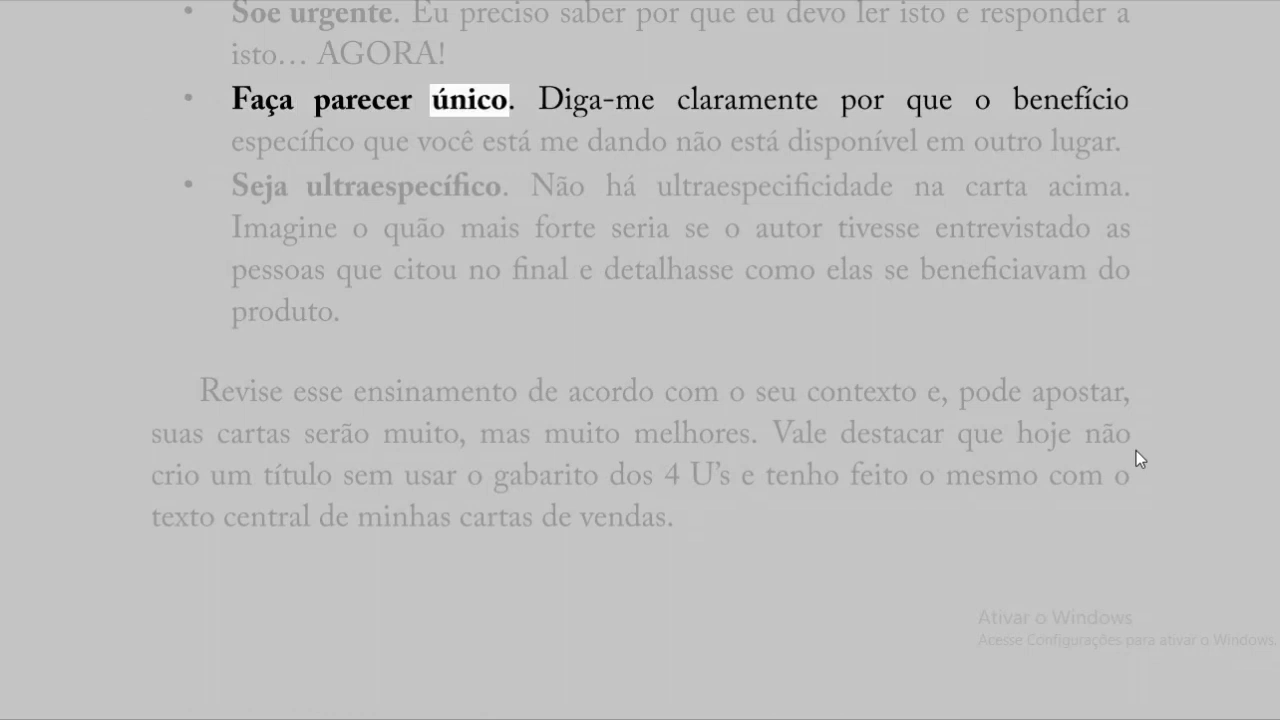 • Soe urgente. Eu preciso saber por que eu devo ler isto e responder a
isto… AGORA!
• Faça parecer único. Diga-me claramente por que o benefício
específico que você está me dando não está disponível em outro lugar.
• Seja ultraespecífico. Não há ultraespecificidade na carta acima.
Imagine o quão mais forte seria se o autor tivesse entrevistado as
pessoas que citou no final e detalhasse como elas se beneficiavam do
produto.
Revise esse ensinamento de acordo com o seu contexto e, pode apostar,
suas cartas serão muito, mas muito melhores. Vale destacar que hoje não
crio um título sem usar o gabarito dos 4 U’s e tenho feito o mesmo com o
texto central de minhas cartas de vendas.
Ativar o Windows
Acesse Configurações para ativar o Windows.